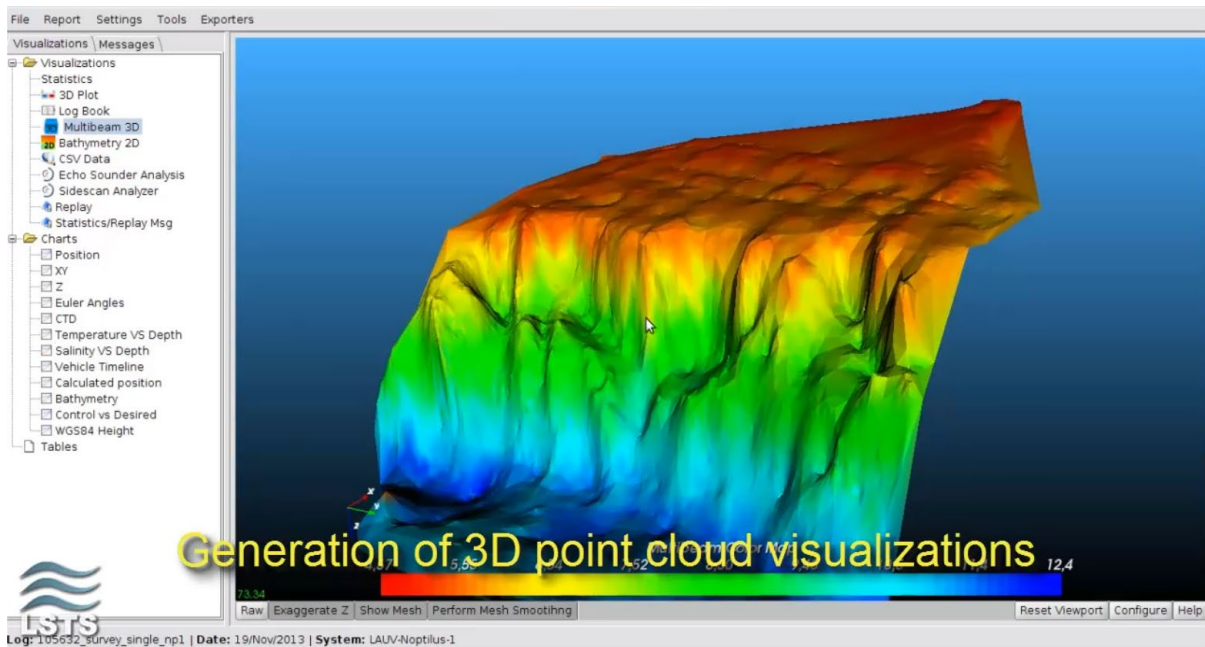 File Report Settings Tools Exporters
Visualizations Messages
Visualizations
Statistics
3D Plot
Log Book
Multibeam 3D
Bathymetry 2D
CSV Data
Echo Sounder Analysis
Sidescan Analyzer
Replay
Statistics/Replay Msg
Charts
Position
XY
Z
Euler Angles
CTD
Temperature VS Depth
Salinity VS Depth
Vehicle Timeline
Calculated position
Bathymetry
Control vs Desired
WGS84 Height
Tables
x
y
z
Generation of 3D point cloud visualizations
7,52 12,4
73.34
Raw Exaggerate Z Show Mesh Perform Mesh Smootihng Reset Viewport Configure Help
LSTS
Log: 105632_survey_single_np1 | Date: 19/Nov/2013 | System: LAUV-Noptilus-1